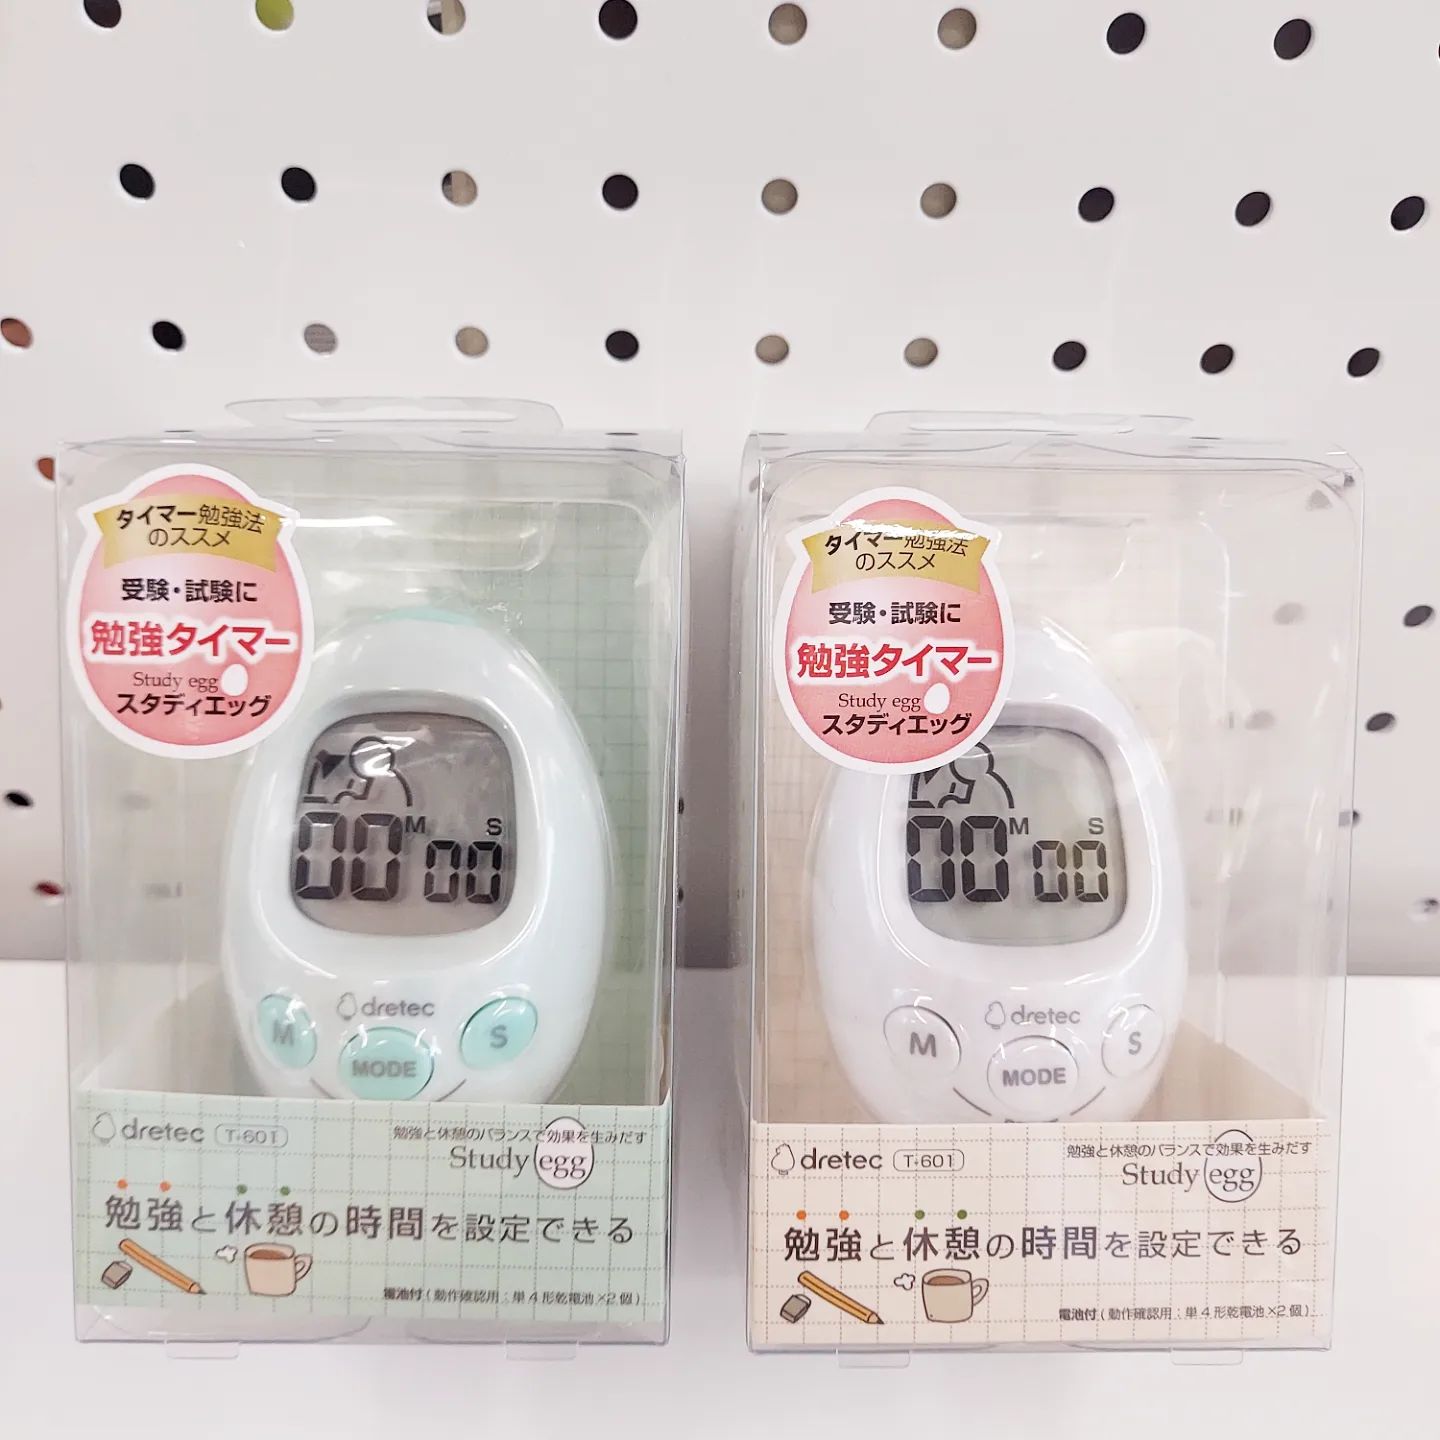 タイマー勉強法
のススメ
受験・試験に
勉強タイマー
Study egg
スタディエッグ
M S
00 00
dretec
M
MODE
S
dretec T-601
勉強と休憩のバランスで効果を生みだす
Study egg
勉強と休憩の時間を設定できる
電池付(動作確認用:単4形乾電池×2個)
タイマー勉強法
のススメ
受験・試験に
勉強タイマー
Study egg
スタディエッグ
M S
00 00
dretec
M
MODE
S
dretec T-601
勉強と休憩のバランスで効果を生みだす
Study egg
勉強と休憩の時間を設定できる
電池付(動作確認用:単4形乾電池×2個)